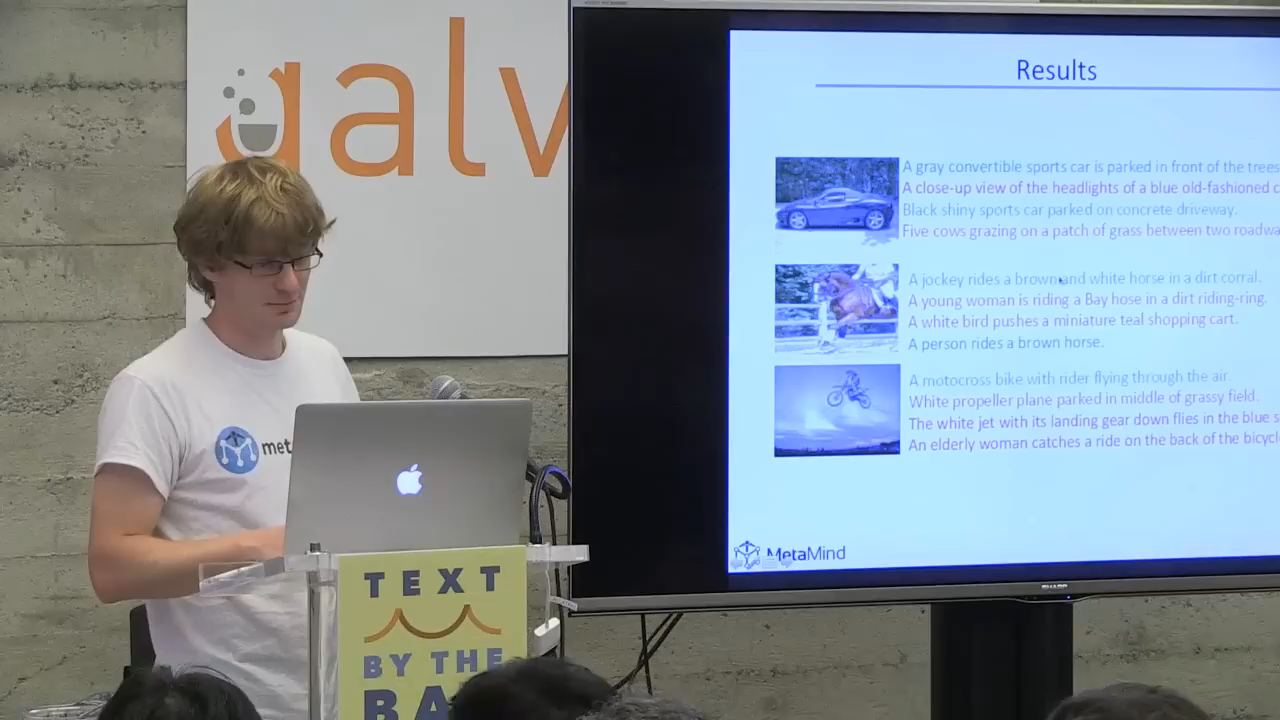 galv
Results
A gray convertible sports car is parked in front of the trees
A close-up view of the headlights of a blue old-fashioned c
Black shiny sports car parked on concrete driveway.
Five cows grazing on a patch of grass between two roadwa
A jockey rides a brown and white horse in a dirt corral.
A young woman is riding a Bay hose in a dirt riding-ring.
A white bird pushes a miniature teal shopping cart.
A person rides a brown horse.
A motocross bike with rider flying through the air.
White propeller plane parked in middle of grassy field.
The white jet with its landing gear down flies in the blue s
An elderly woman catches a ride on the back of the bicycl
MetaMind
SHARP
met
TEXT
BY THE
BA